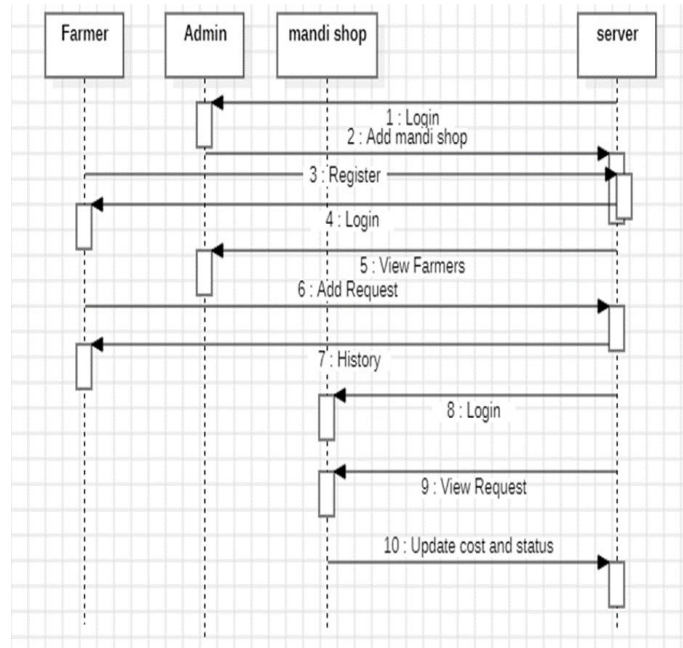 Farmer
Admin
mandi shop
server
1 : Login
2 : Add mandi shop
3 : Register
4 : Login
5 : View Farmers
6 : Add Request
7 : History
8 : Login
9 : View Request
10 : Update cost and status